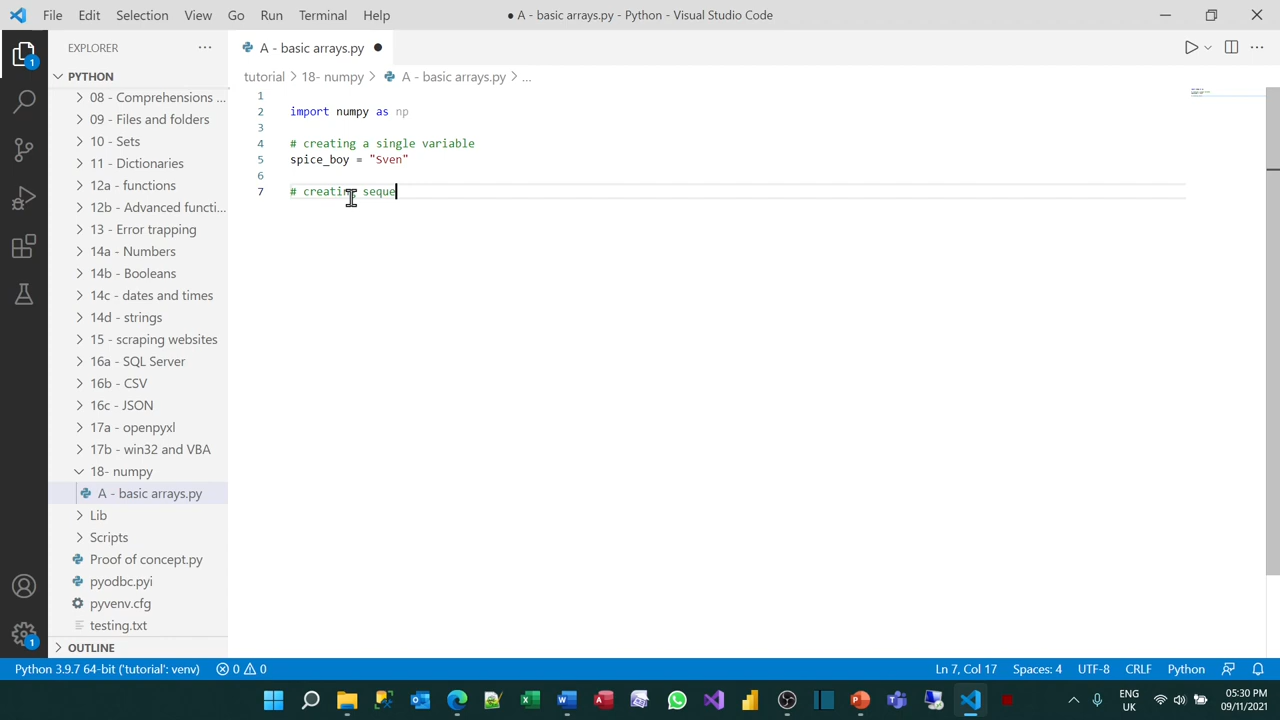 File Edit Selection View Go Run Terminal Help
● A - basic arrays.py - Python - Visual Studio Code
EXPLORER ...
A - basic arrays.py
1
PYTHON
tutorial > 18- numpy > A - basic arrays.py > ...
08 - Comprehensions ...
09 - Files and folders
10 - Sets
11 - Dictionaries
12a - functions
12b - Advanced functi...
13 - Error trapping
14a - Numbers
14b - Booleans
14c - dates and times
14d - strings
15 - scraping websites
16a - SQL Server
16b - CSV
16c - JSON
17a - openpyxl
17b - win32 and VBA
18- numpy
A - basic arrays.py
Lib
Scripts
Proof of concept.py
pyodbc.pyi
pyvenv.cfg
testing.txt
OUTLINE
1
1
2 import numpy as np
3
4 # creating a single variable
5 spice_boy = "Sven"
6
7 # creating seque
Python 3.9.7 64-bit ('tutorial': venv) 0 0 Ln 7, Col 17 Spaces: 4 UTF-8 CRLF Python
ENG
UK
05:30 PM
09/11/2021